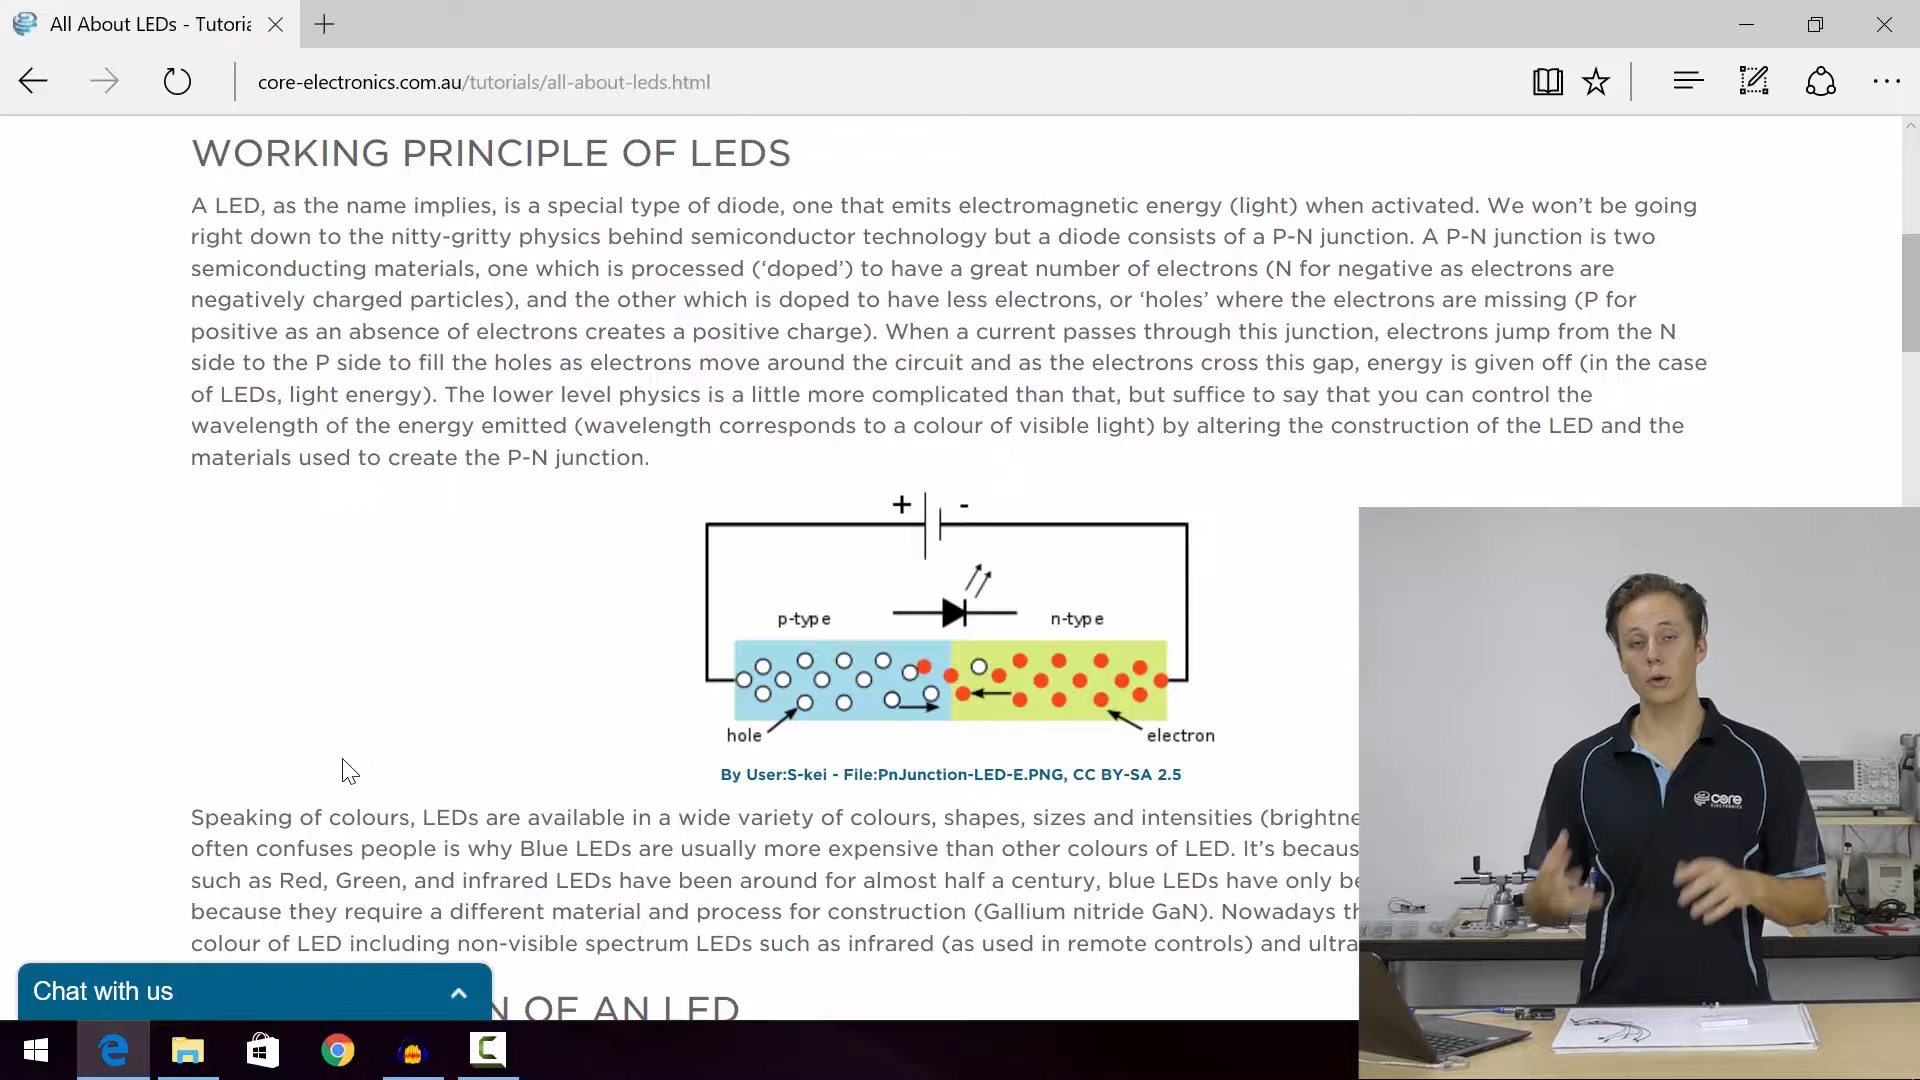 All About LEDs - Tutoria
core-electronics.com.au/tutorials/all-about-leds.html
WORKING PRINCIPLE OF LEDS
A LED, as the name implies, is a special type of diode, one that emits electromagnetic energy (light) when activated. We won’t be going
right down to the nitty-gritty physics behind semiconductor technology but a diode consists of a P-N junction. A P-N junction is two
semiconducting materials, one which is processed (‘doped’) to have a great number of electrons (N for negative as electrons are
negatively charged particles), and the other which is doped to have less electrons, or ‘holes’ where the electrons are missing (P for
positive as an absence of electrons creates a positive charge). When a current passes through this junction, electrons jump from the N
side to the P side to fill the holes as electrons move around the circuit and as the electrons cross this gap, energy is given off (in the case
of LEDs, light energy). The lower level physics is a little more complicated than that, but suffice to say that you can control the
wavelength of the energy emitted (wavelength corresponds to a colour of visible light) by altering the construction of the LED and the
materials used to create the P-N junction.
+ -
p-type n-type
hole electron
By User:S-kei - File:PnJunction-LED-E.PNG, CC BY-SA 2.5
Speaking of colours, LEDs are available in a wide variety of colours, shapes, sizes and intensities (brightne
often confuses people is why Blue LEDs are usually more expensive than other colours of LED. It’s becaus
such as Red, Green, and infrared LEDs have been around for almost half a century, blue LEDs have only be
because they require a different material and process for construction (Gallium nitride GaN). Nowadays th
colour of LED including non-visible spectrum LEDs such as infrared (as used in remote controls) and ultra
Chat with us
N OF AN LED
core
ELECTRONICS